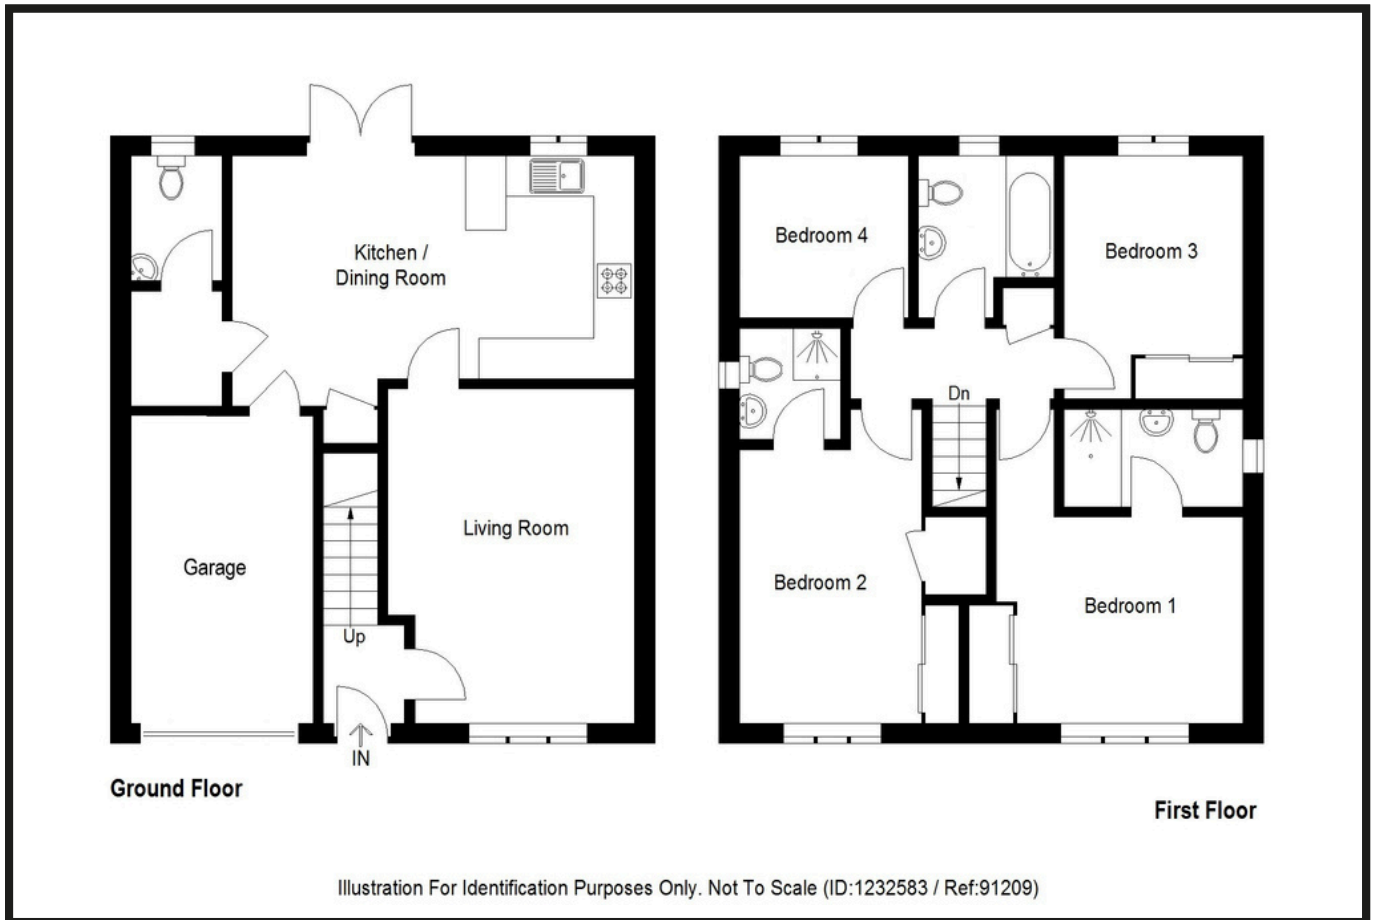 Kitchen /
Dining Room
Living Room
Garage
Up
IN
Ground Floor
Bedroom 4
Bedroom 3
Dn
Bedroom 2
Bedroom 1
First Floor
Illustration For Identification Purposes Only. Not To Scale (ID:1232583 / Ref:91209)